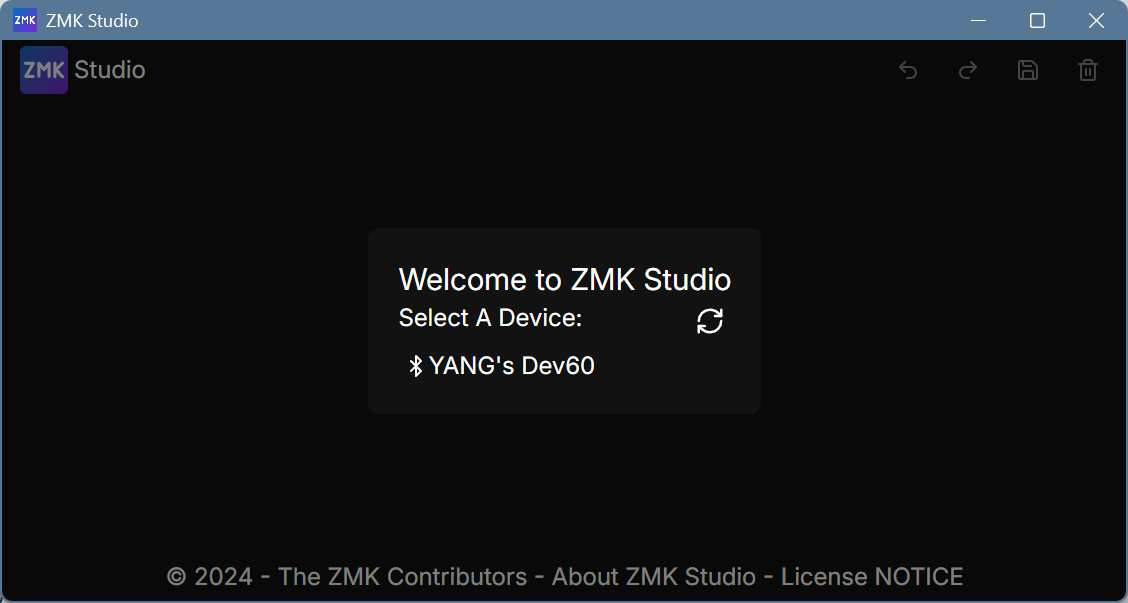 ZMK ZMK Studio
ZMK Studio
Welcome to ZMK Studio
Select A Device:
YANG's Dev60
© 2024 - The ZMK Contributors - About ZMK Studio - License NOTICE